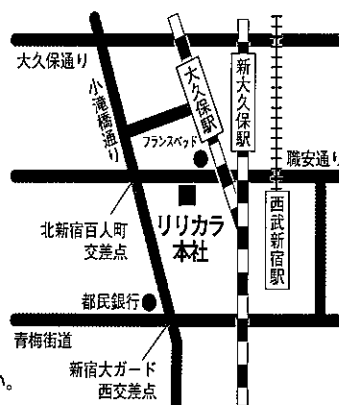 大久保通り
小滝橋通り
大久保駅
新大久保駅
フランスベッド
職安通り
北新宿百人町
交差点
リリカラ
本社
西武新宿駅
都民銀行
青梅街道
新宿大ガード
西交差点
い。